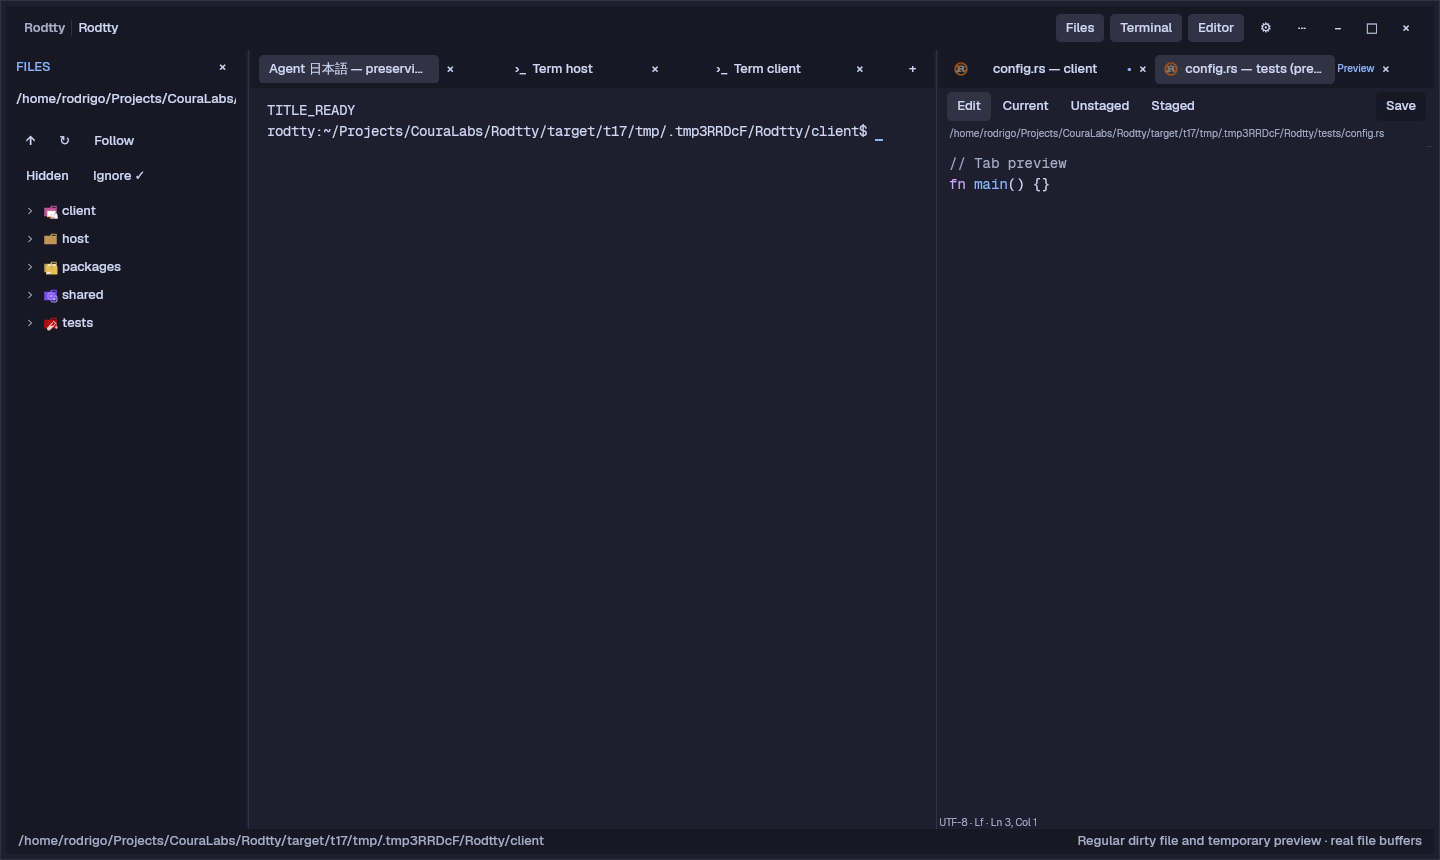 Rodtty | Rodtty
Files Terminal Editor ⚙ ··· – □ ×
FILES ×
/home/rodrigo/Projects/CouraLabs/
↑ ↻ Follow
Hidden Ignore ✓
› client
› host
› packages
› shared
› tests
Agent 日本語 — preservi... × ›_ Term host × ›_ Term client × +
TITLE_READY
rodtty:~/Projects/CouraLabs/Rodtty/target/t17/tmp/.tmp3RRDcF/Rodtty/client$ _
config.rs — client • × config.rs — tests (pre... Preview ×
Edit Current Unstaged Staged Save
/home/rodrigo/Projects/CouraLabs/Rodtty/target/t17/tmp/.tmp3RRDcF/Rodtty/tests/config.rs
// Tab preview
fn main() {}
UTF-8 · Lf · Ln 3, Col 1
/home/rodrigo/Projects/CouraLabs/Rodtty/target/t17/tmp/.tmp3RRDcF/Rodtty/client
Regular dirty file and temporary preview · real file buffers